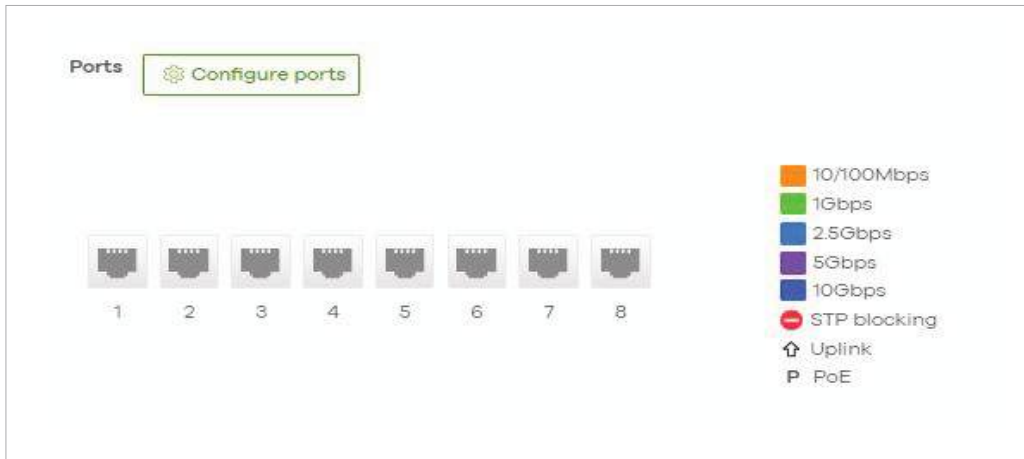 Ports
Configure ports
1 2 3 4 5 6 7 8
10/100Mbps
1Gbps
2.5Gbps
5Gbps
10Gbps
STP blocking
Uplink
P PoE